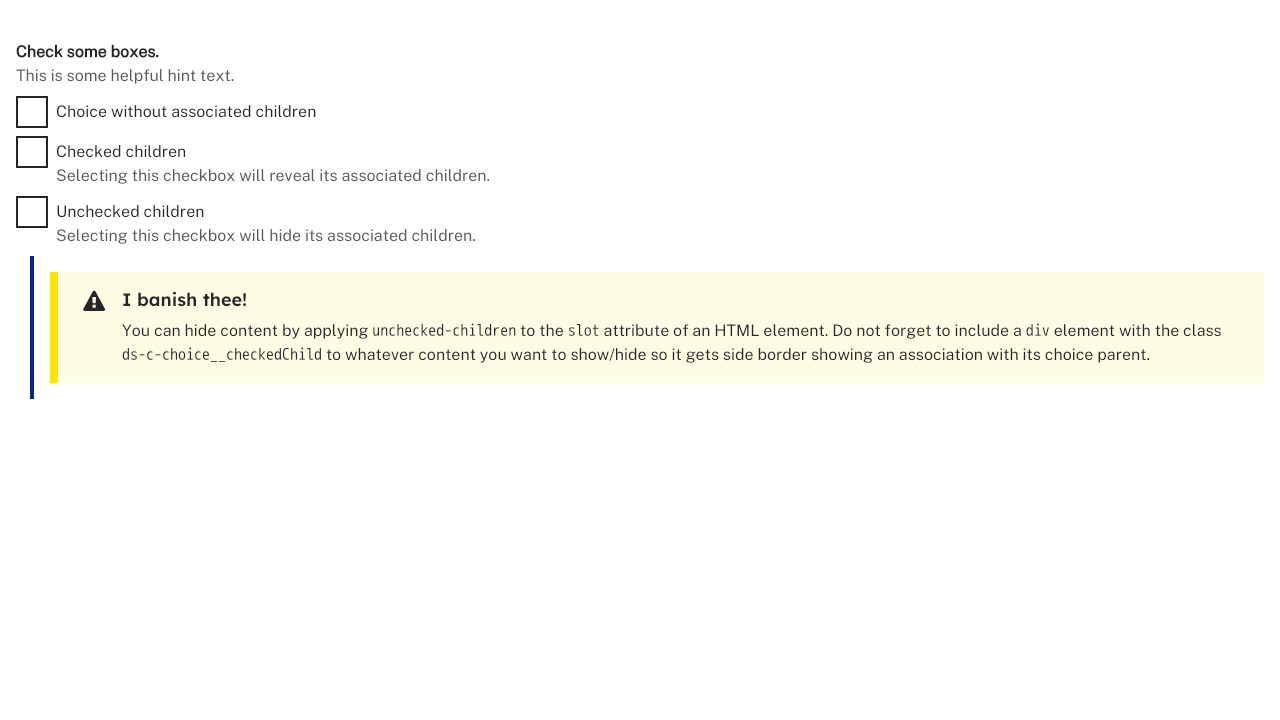 Check some boxes.
This is some helpful hint text.
Choice without associated children
Checked children
Selecting this checkbox will reveal its associated children.
Unchecked children
Selecting this checkbox will hide its associated children.
I banish thee!
You can hide content by applying unchecked-children to the slot attribute of an HTML element. Do not forget to include a div element with the class
ds-c-choice__checkedChild to whatever content you want to show/hide so it gets side border showing an association with its choice parent.